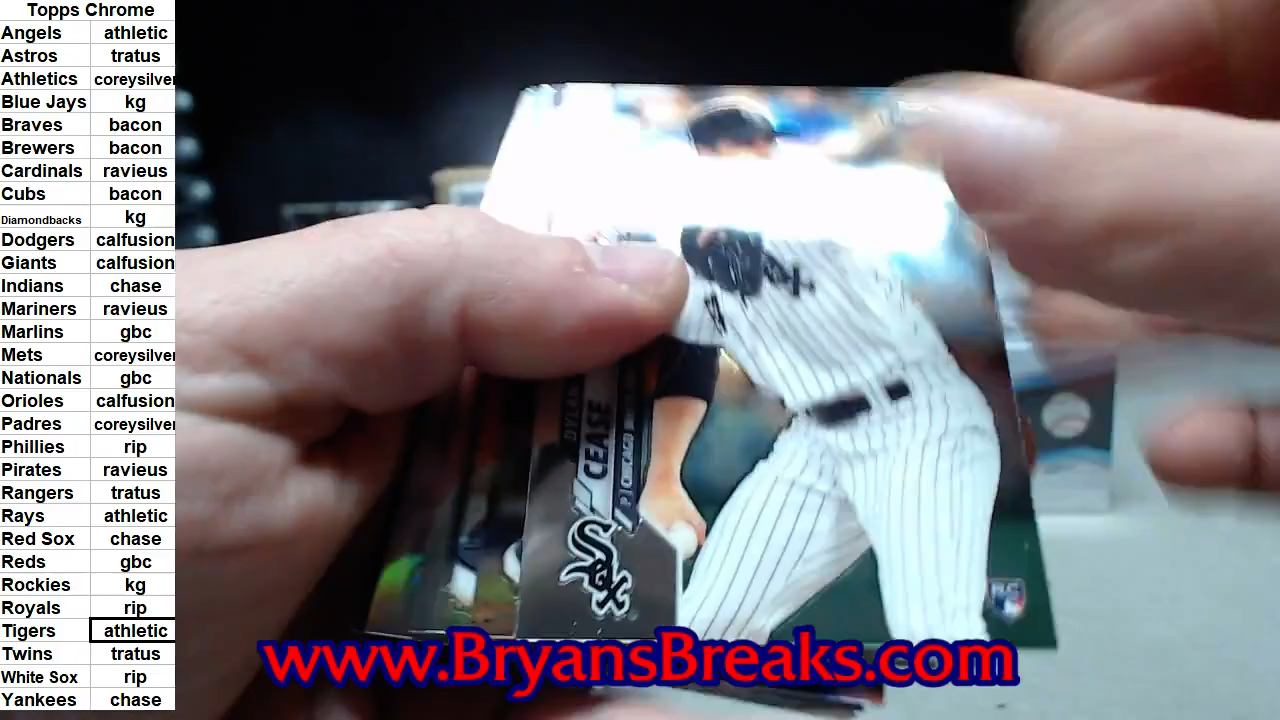 Topps Chrome
Angels athletic
Astros tratus
Athletics coreysilver
Blue Jays kg
Braves bacon
Brewers bacon
Cardinals ravieus
Cubs bacon
Diamondbacks kg
Dodgers calfusion
Giants calfusion
Indians chase
Mariners ravieus
Marlins gbc
Mets coreysilver
Nationals gbc
Orioles calfusion
Padres coreysilver
Phillies rip
Pirates ravieus
Rangers tratus
Rays athletic
Red Sox chase
Reds gbc
Rockies kg
Royals rip
Tigers athletic
Twins tratus
White Sox rip
Yankees chase
DYLAN
CEASE
P | CHICAGO
Sox
RC
www.BryansBreaks.com